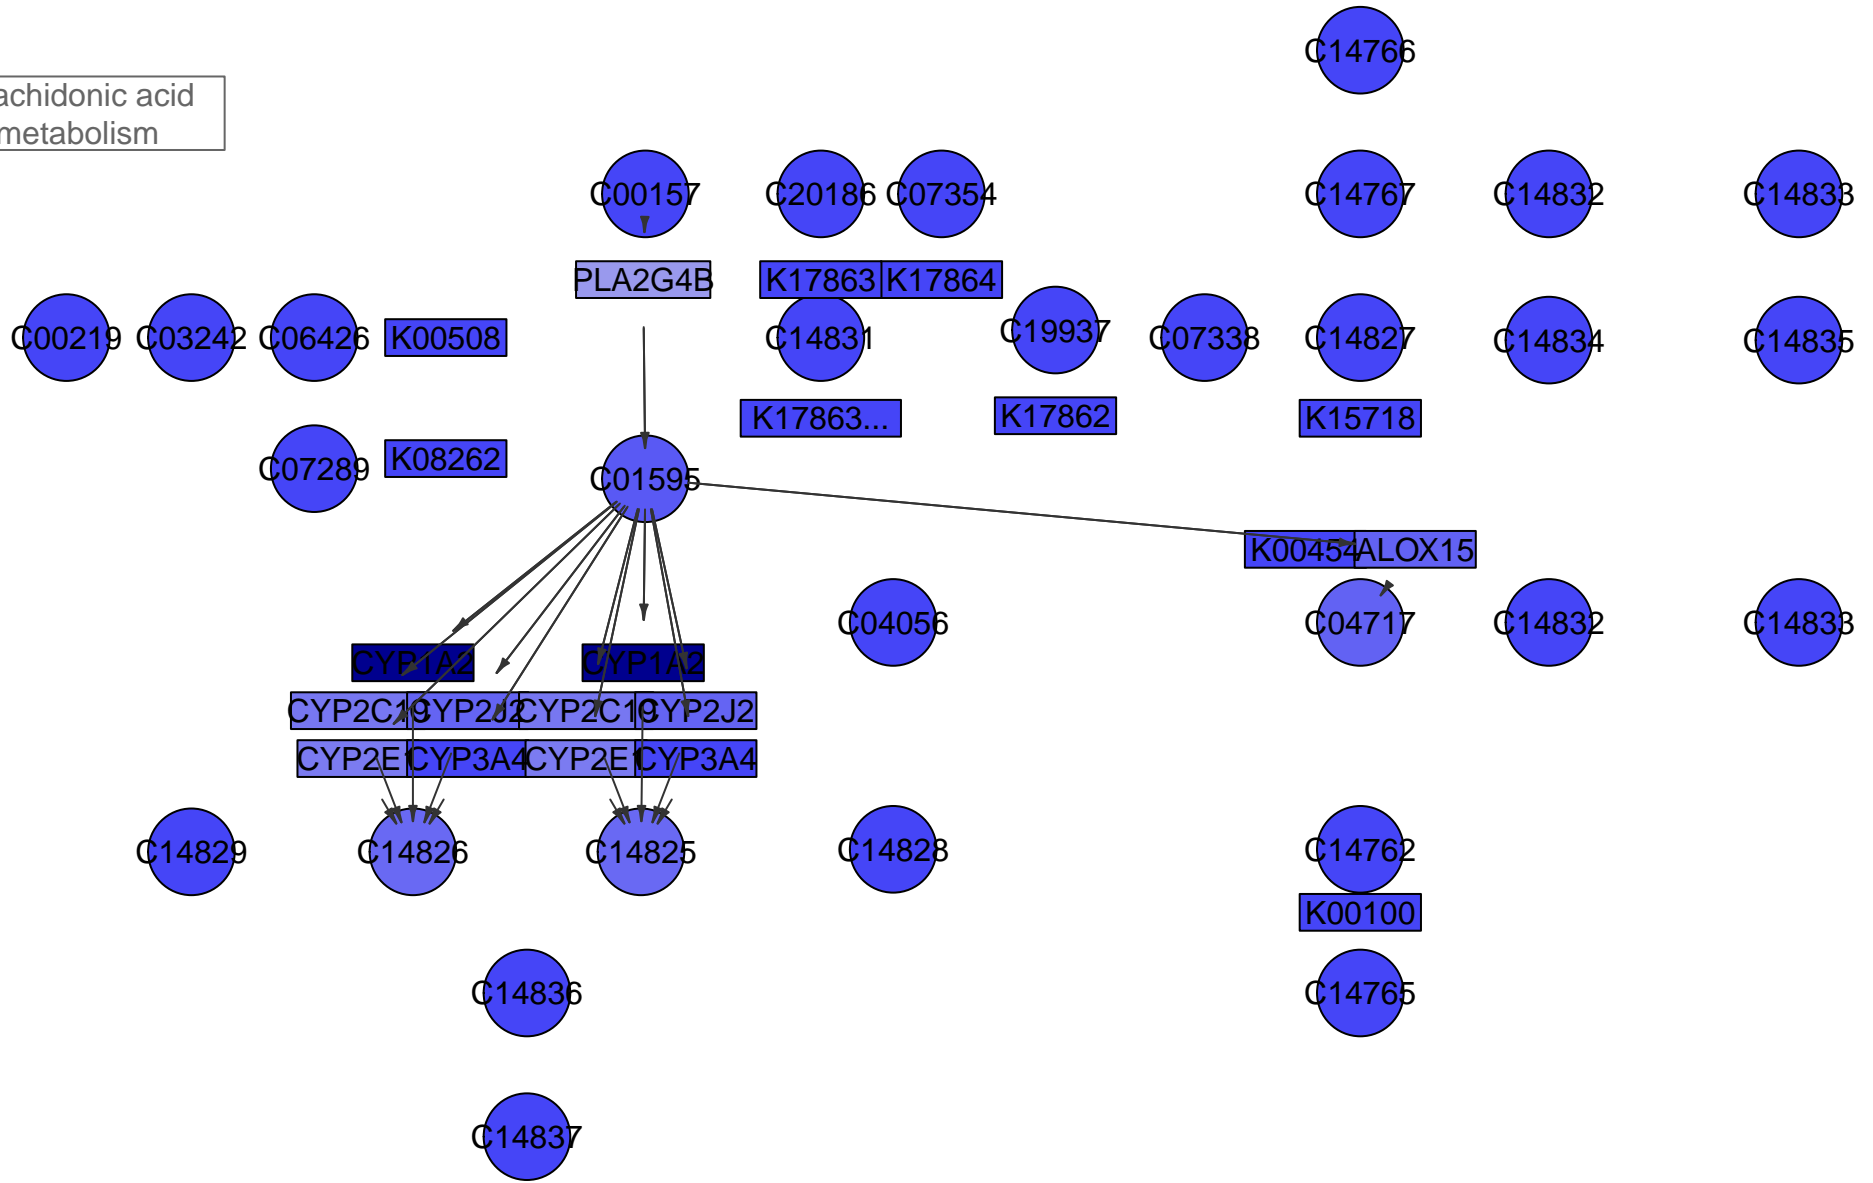 C14766
achidonic acid
metabolism
C00157
C20186
C07354
C14767
C14832
C14833
PLA2G4B
K17863
K17864
C00219
C03242
C06426
K00508
C14831
C19937
C07338
C14827
C14834
C14835
K17863...
K17862
K15718
C07289
K08262
C01595
K00454
ALOX15
C04056
C04717
C14832
C14833
CYP1A2
CYP1A2
CYP2C19
CYP2J2
CYP2C19
CYP2J2
CYP2E1
CYP3A4
CYP2E1
CYP3A4
C14829
C14826
C14825
C14828
C14762
K00100
C14836
C14765
C14837